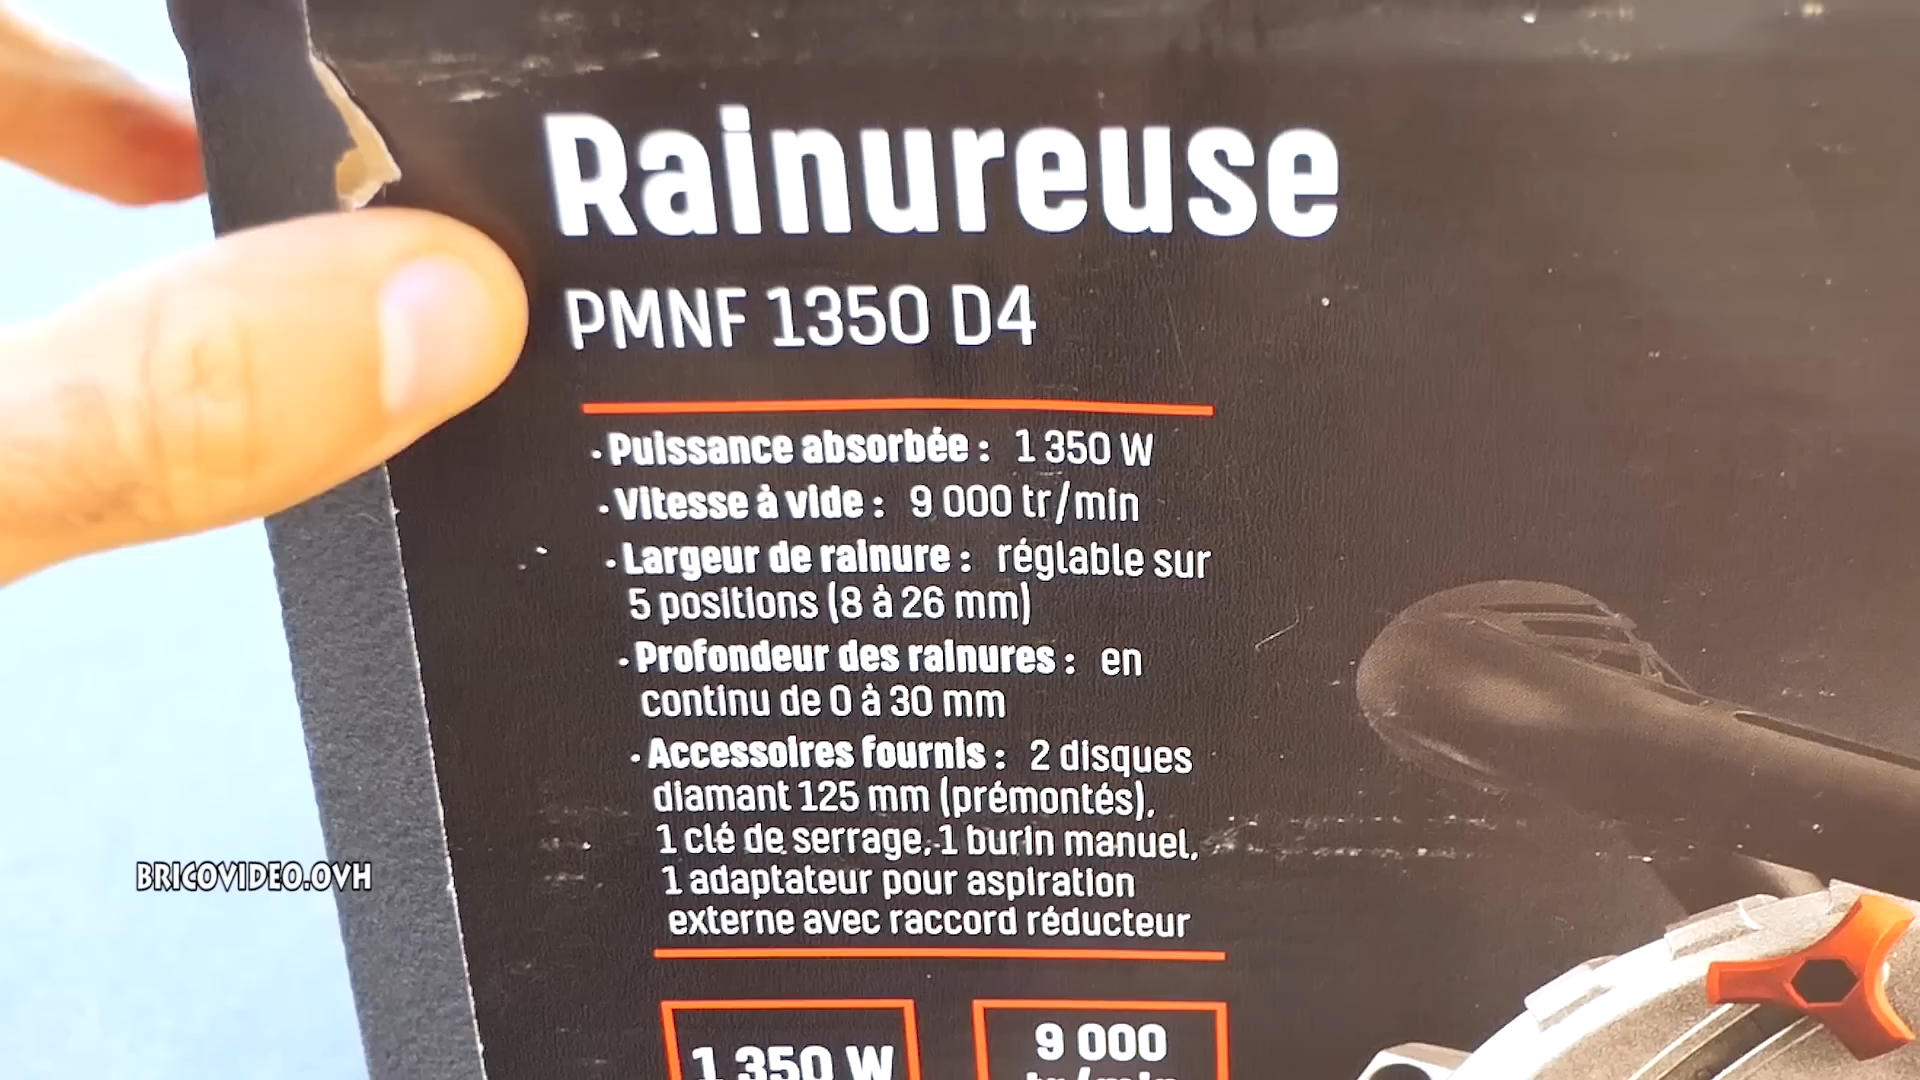 Rainureuse
PMNF 1350 D4
· Puissance absorbée : 1 350 W
· Vitesse à vide : 9 000 tr/min
· Largeur de rainure : réglable sur
5 positions (8 à 26 mm)
· Profondeur des rainures : en
continu de 0 à 30 mm
· Accessoires fournis : 2 disques
diamant 125 mm (prémontés),
1 clé de serrage, 1 burin manuel,
1 adaptateur pour aspiration
externe avec raccord réducteur
BRICOVIDEO.OVH
1 350 W
9 000
tr/min